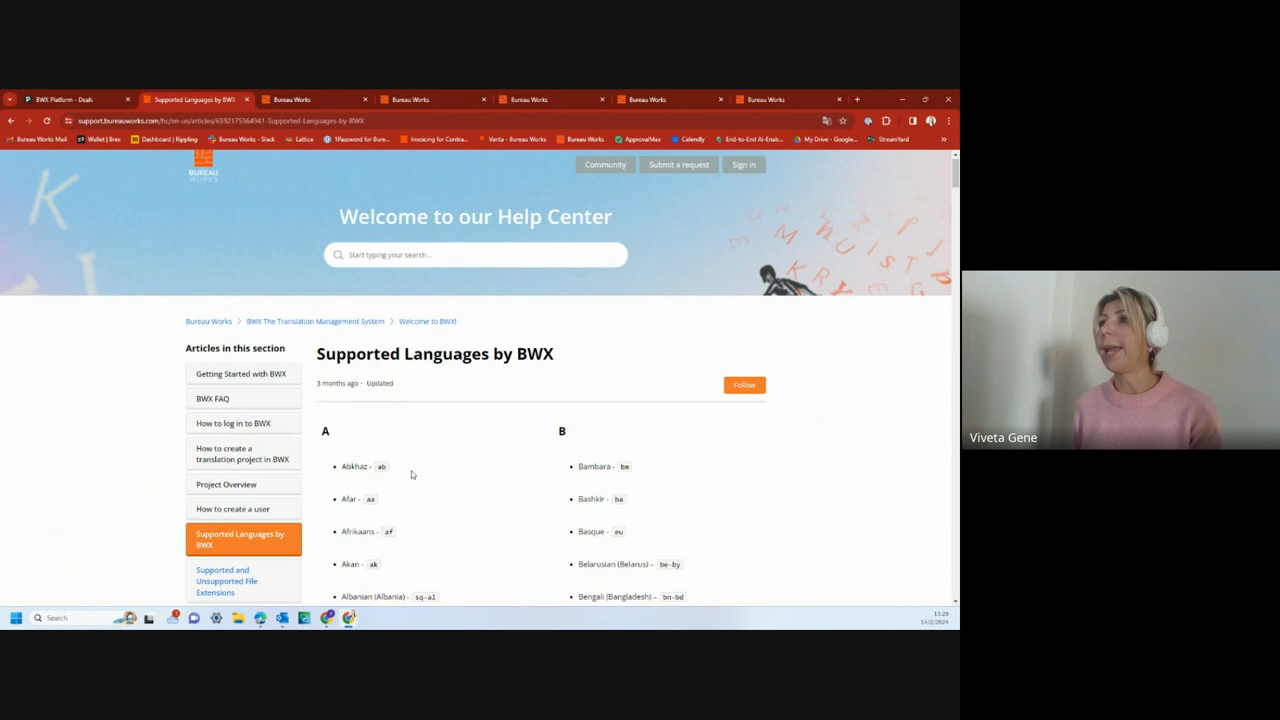 BWX Platform - Deals
Supported Languages by BWX
Bureau Works
Bureau Works
Bureau Works
Bureau Works
Bureau Works
support.bureauworks.com/hc/en-us/articles/6592175564941-Supported-Languages-by-BWX
Bureau Works Mail
Wallet | Brex
Dashboard | Rippling
Bureau Works - Slack
Lattice
1Password for Bure...
Invoicing for Contra...
Vanta - Bureau Works
Bureau Works
ApprovalMax
Calendly
End-to-End AI-Enab...
My Drive - Google...
StreamYard
BUREAU
WORKS
Community
Submit a request
Sign in
Welcome to our Help Center
Start typing your search...
Bureau Works > BWX The Translation Management System > Welcome to BWX!
Articles in this section
Getting Started with BWX
BWX FAQ
How to log in to BWX
How to create a
translation project in BWX
Project Overview
How to create a user
Supported Languages by
BWX
Supported and
Unsupported File
Extensions
Supported Languages by BWX
3 months ago · Updated
Follow
A
• Abkhaz - ab
• Afar - aa
• Afrikaans - af
• Akan - ak
• Albanian (Albania) - sq-al
B
• Bambara - bm
• Bashkir - ba
• Basque - eu
• Belarusian (Belarus) – be-by
• Bengali (Bangladesh) – bn-bd
Search
14/2/2024
Viveta Gene